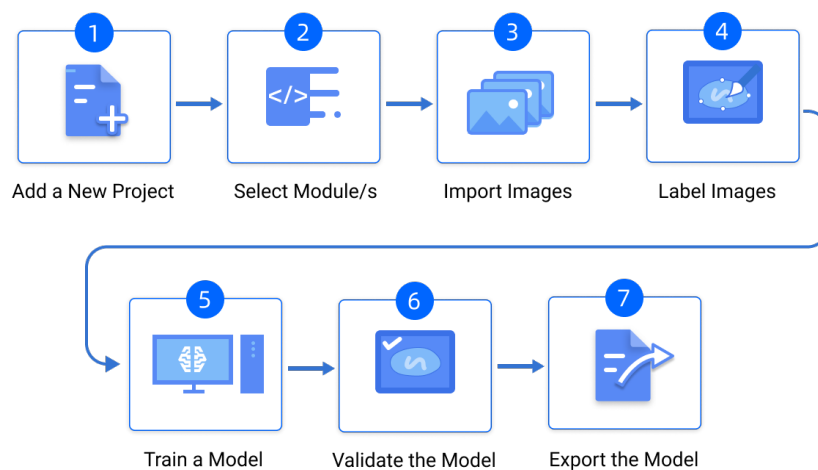 1
2
3
4
</>
Add a New Project
Select Module/s
Import Images
Label Images
5
6
7
Train a Model
Validate the Model
Export the Model